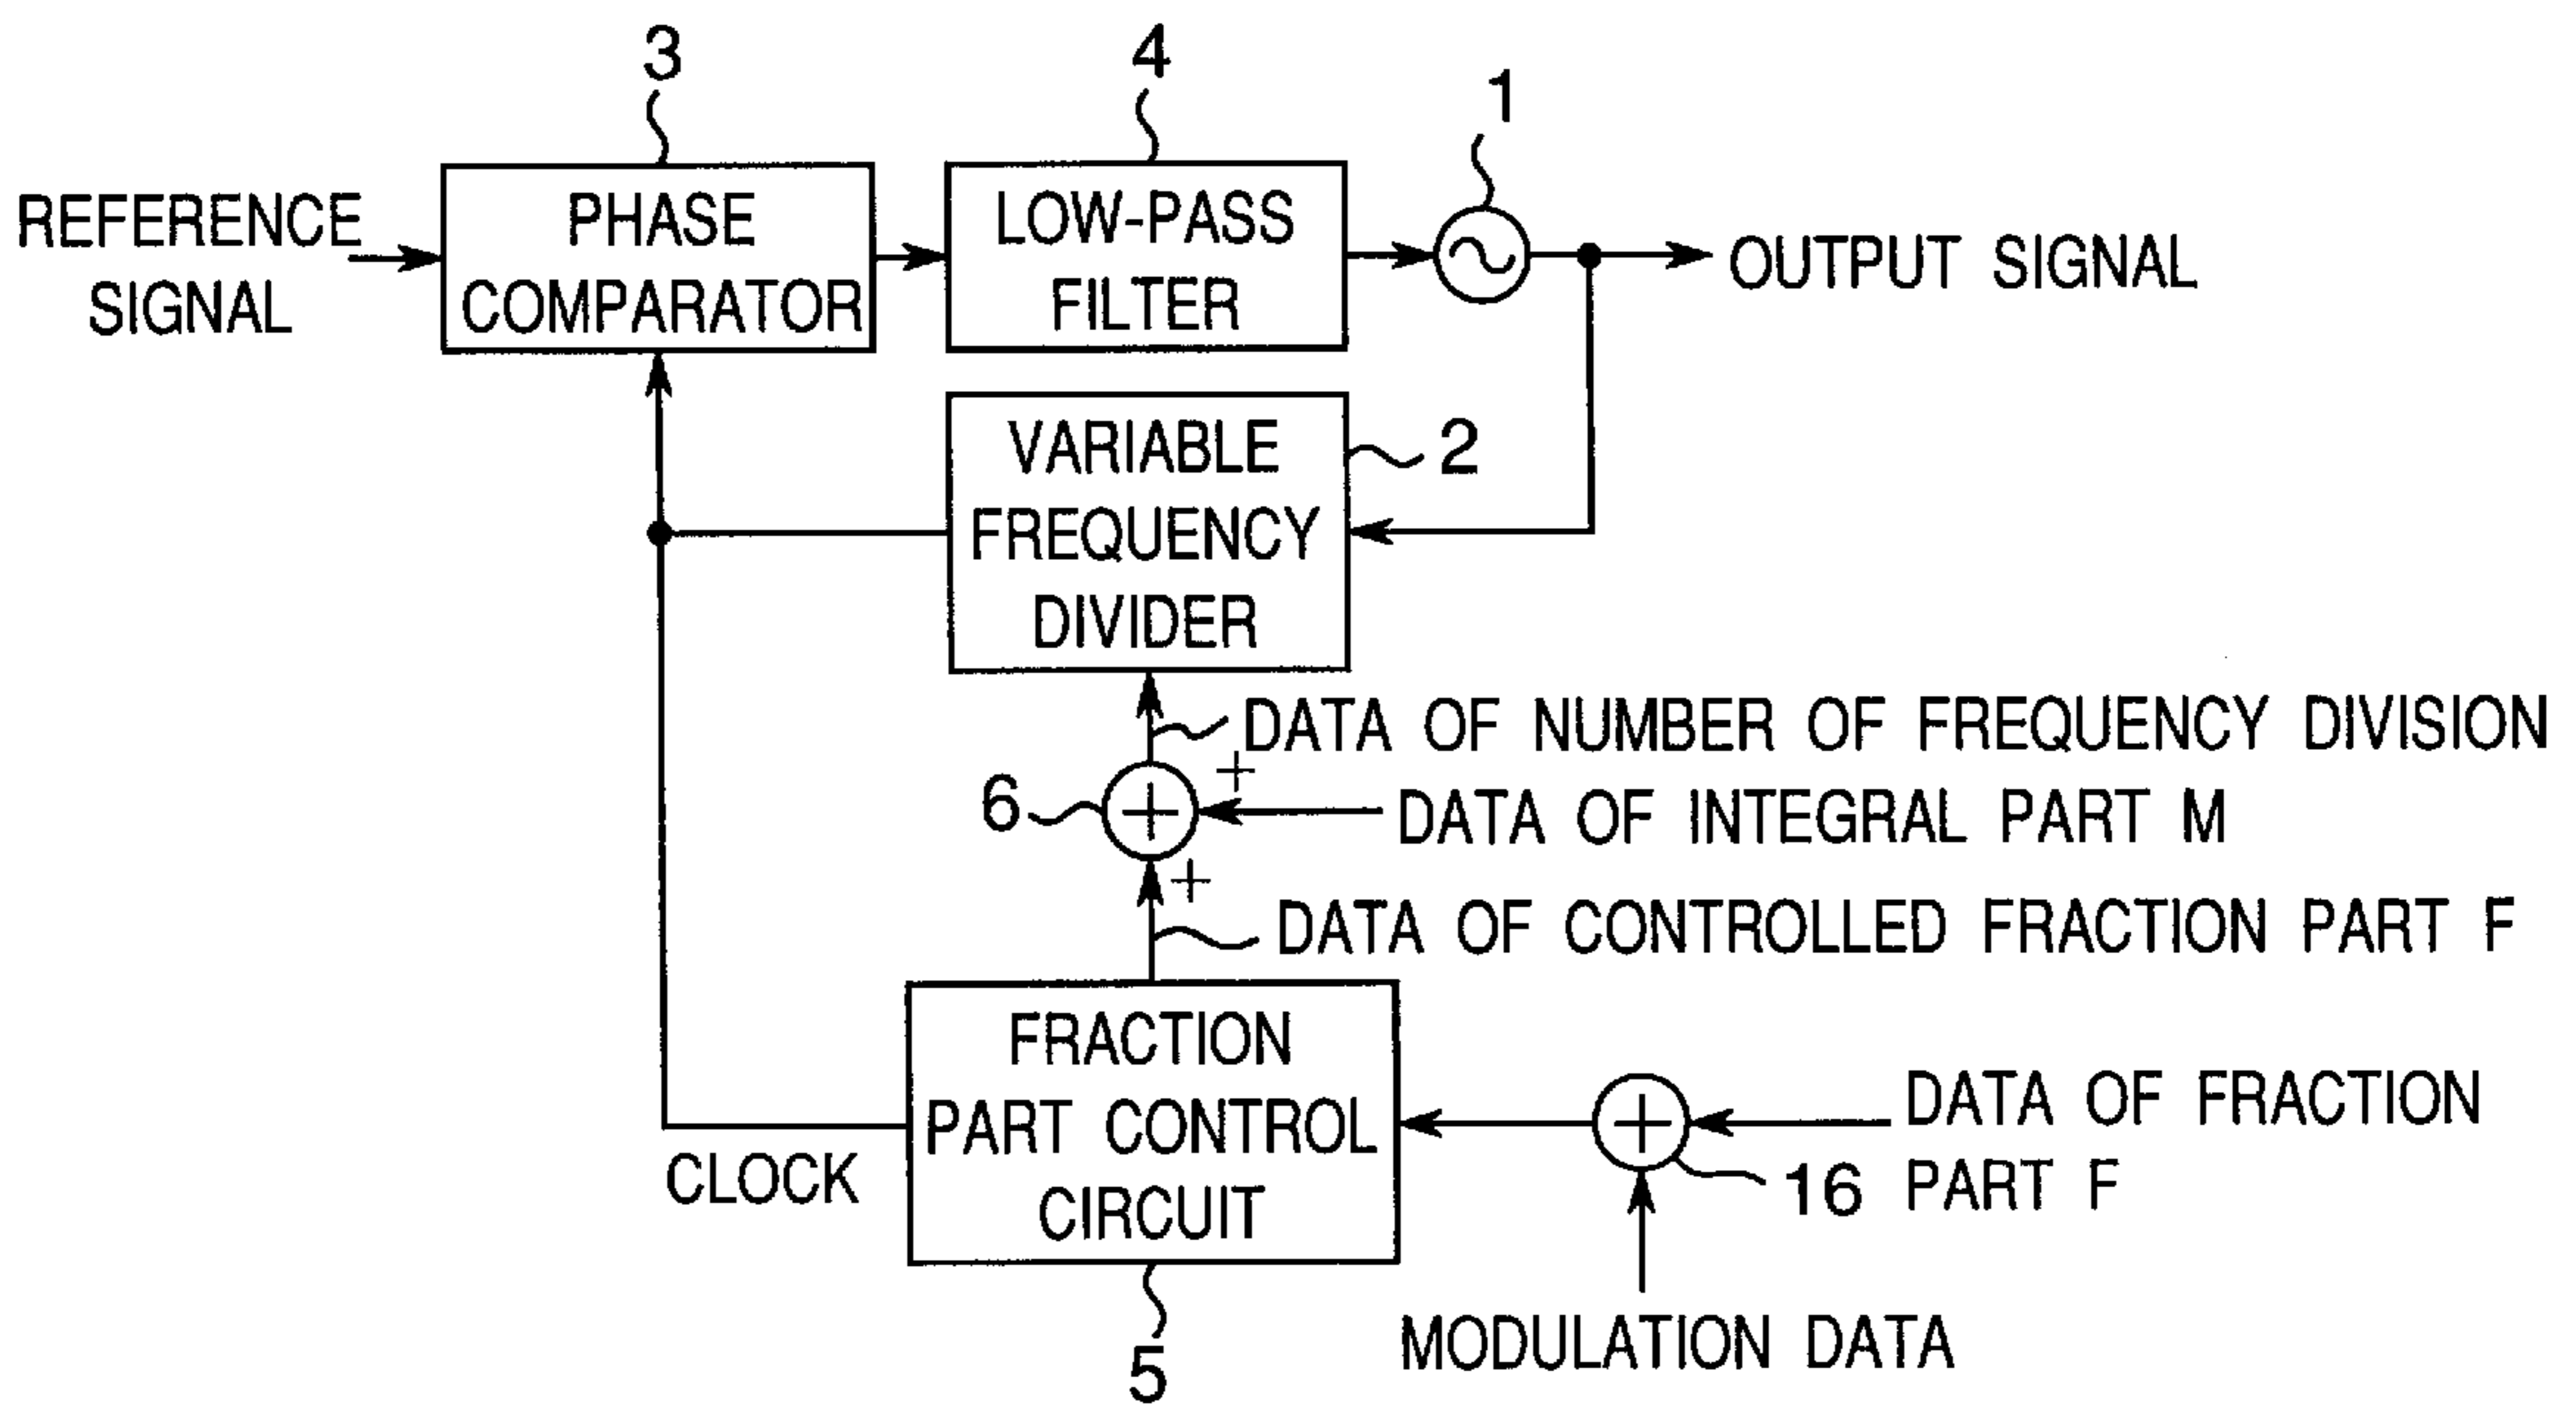 3
4
1
REFERENCE
SIGNAL
PHASE
COMPARATOR
LOW-PASS
FILTER
OUTPUT SIGNAL
VARIABLE
FREQUENCY
DIVIDER
2
DATA OF NUMBER OF FREQUENCY DIVISION
+
6
+
DATA OF INTEGRAL PART M
+
DATA OF CONTROLLED FRACTION PART F
FRACTION
PART CONTROL
CIRCUIT
CLOCK
+
16
DATA OF FRACTION
PART F
MODULATION DATA
5